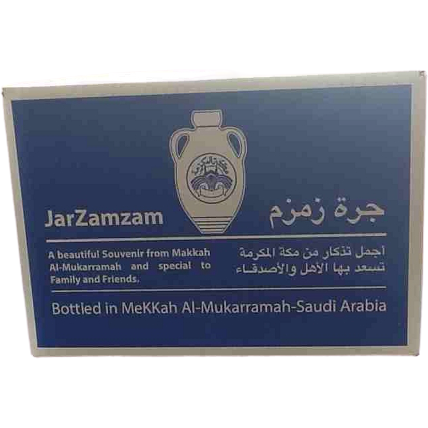 JarZamzam
جرة زمزم
A beautiful Souvenir from Makkah
Al-Mukarramah and special to
Family and Friends.
أجمل تذكار من مكة المكرمة
تسعد بها الأهل والأصدقاء
Bottled in MeKKah Al-Mukarramah-Saudi Arabia